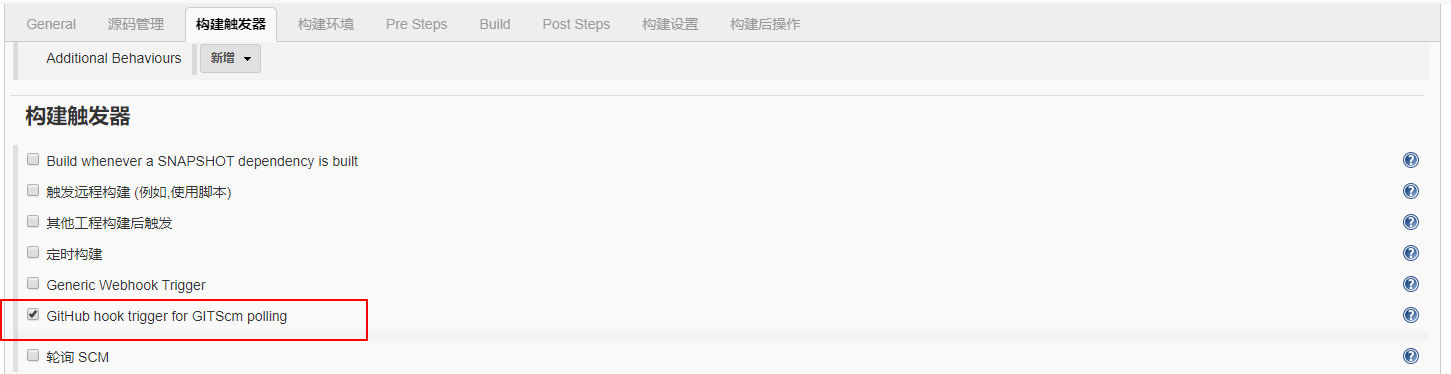 General 源码管理 构建触发器 构建环境 Pre Steps Build Post Steps 构建设置 构建后操作
Additional Behaviours 新增
构建触发器
Build whenever a SNAPSHOT dependency is built
触发远程构建 (例如,使用脚本)
其他工程构建后触发
定时构建
Generic Webhook Trigger
GitHub hook trigger for GITScm polling
轮询 SCM